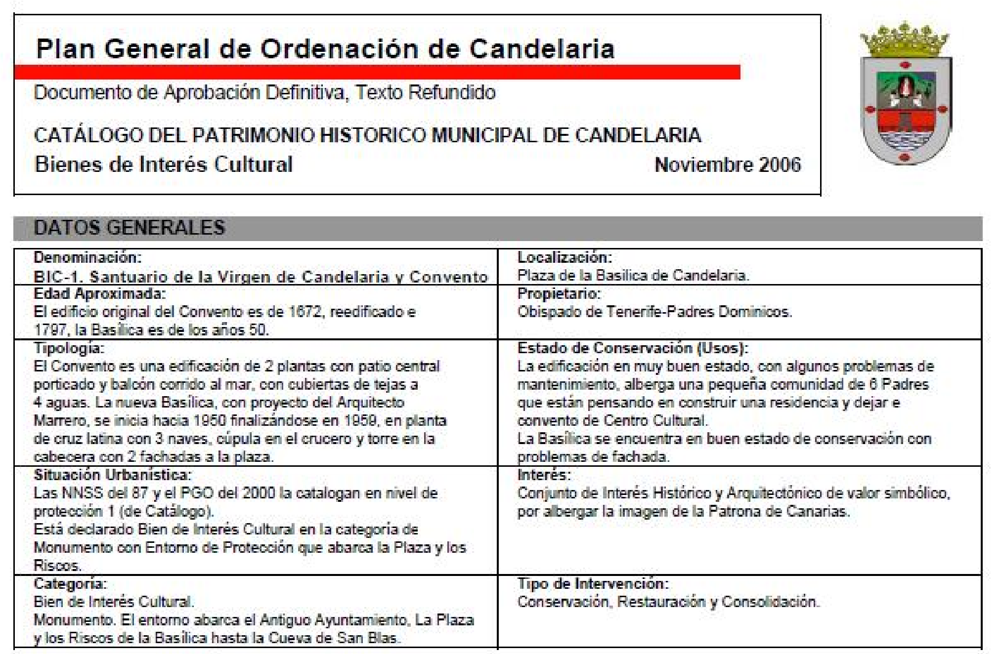 Plan General de Ordenación de Candelaria
Documento de Aprobación Definitiva, Texto Refundido
CATÁLOGO DEL PATRIMONIO HISTORICO MUNICIPAL DE CANDELARIA
Bienes de Interés Cultural
Noviembre 2006
DATOS GENERALES
Denominación:
BIC-1. Santuario de la Virgen de Candelaria y Convento
Localización:
Plaza de la Basílica de Candelaria.
Edad Aproximada:
El edificio original del Convento es de 1672, reedificado e
1797, la Basílica es de los años 50.
Propietario:
Obispado de Tenerife-Padres Dominicos.
Tipología:
El Convento es una edificación de 2 plantas con patio central
porticado y balcón corrido al mar, con cubiertas de tejas a
4 aguas. La nueva Basílica, con proyecto del Arquitecto
Marrero, se inicia hacia 1950 finalizándose en 1959, en planta
de cruz latina con 3 naves, cúpula en el crucero y torre en la
cabecera con 2 fachadas a la plaza.
Estado de Conservación (Usos):
La edificación en muy buen estado, con algunos problemas de
mantenimiento, alberga una pequeña comunidad de 6 Padres
que están pensando en construir una residencia y dejar e
convento de Centro Cultural.
La Basílica se encuentra en buen estado de conservación con
problemas de fachada.
Situación Urbanística:
Las NNSS del 87 y el PGO del 2000 la catalogan en nivel de
protección 1 (de Catálogo).
Está declarado Bien de Interés Cultural en la categoría de
Monumento con Entorno de Protección que abarca la Plaza y los
Riscos.
Interés:
Conjunto de Interés Histórico y Arquitectónico de valor simbólico,
por albergar la imagen de la Patrona de Canarias.
Categoría:
Bien de Interés Cultural.
Monumento. El entorno abarca el Antiguo Ayuntamiento, La Plaza
y los Riscos de la Basílica hasta la Cueva de San Blas.
Tipo de Intervención:
Conservación, Restauración y Consolidación.